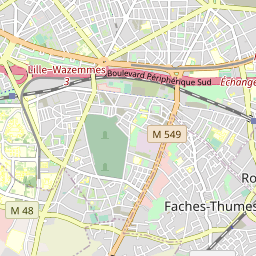 Lille-Wazemmes
3
Boulevard Périphérique Sud
Échange
M 549
Ro
M 48
Faches-Thumes